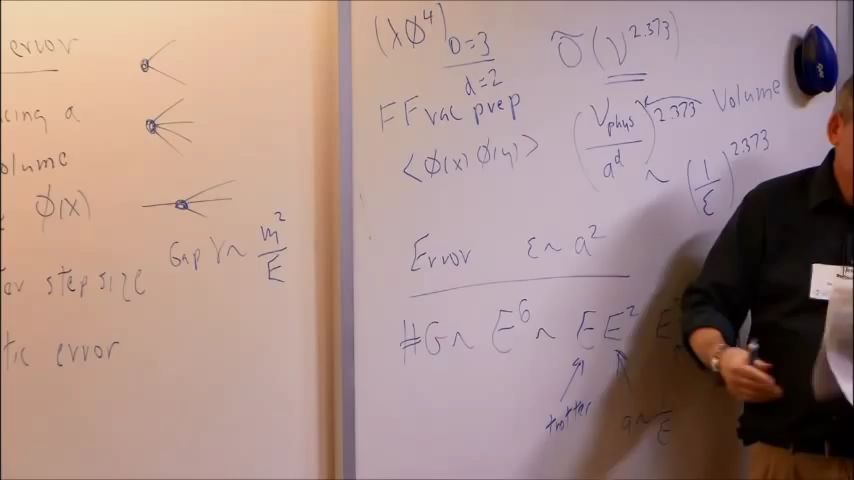 error
cing a
olume
ϕ(x)
Gap γ ~ m²/E
step size
tic error
(λϕ⁴) D=3
d=2
Õ(V^2.373)
FF vac prep
(V_phys/a^d)^2.373 Volume
<ϕ(x) ϕ(y)>
~ (1/ε)^2.373
Error ε ~ a²
#G ~ E⁶ ~ E E² E
trotter a ~ 1/E